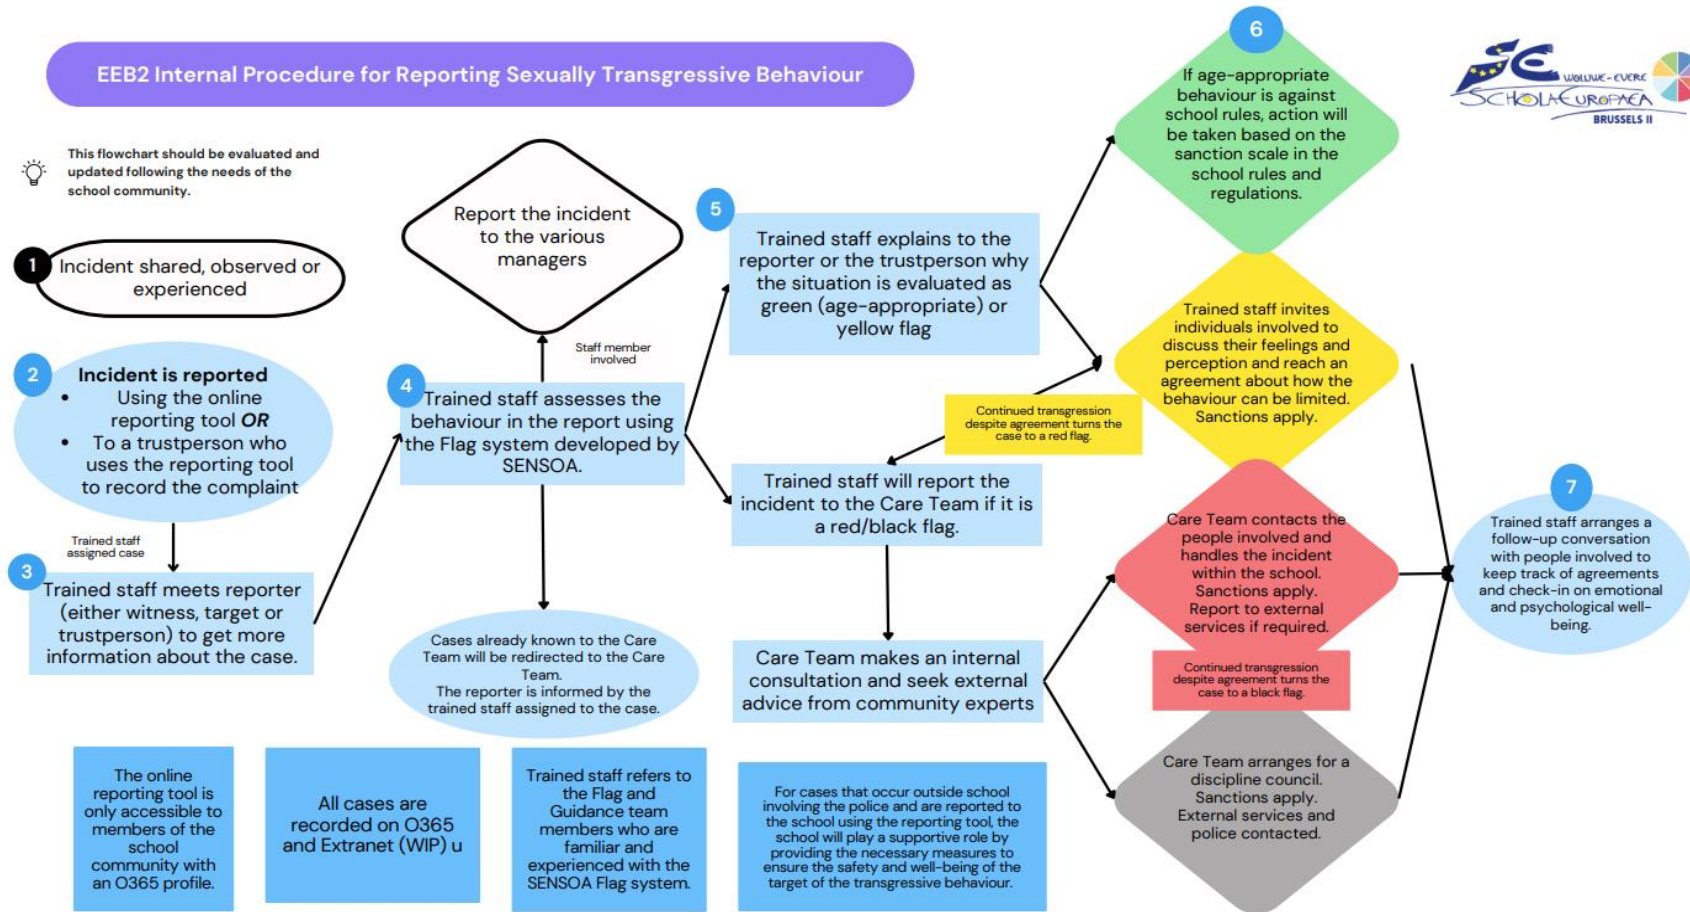 EEB2 Internal Procedure for Reporting Sexually Transgressive Behaviour
WOLUWE-EVERE
SCHOLA EUROPAEA
BRUSSELS II
This flowchart should be evaluated and
updated following the needs of the
school community.
1
Incident shared, observed or
experienced
2
Incident is reported
• Using the online
reporting tool OR
• To a trustperson who
uses the reporting tool
to record the complaint
Trained staff
assigned case
3
Trained staff meets reporter
(either witness, target or
trustperson) to get more
information about the case.
Report the incident
to the various
managers
Staff member
involved
4
Trained staff assesses the
behaviour in the report using
the Flag system developed by
SENSOA.
Cases already known to the Care
Team will be redirected to the Care
Team.
The reporter is informed by the
trained staff assigned to the case.
5
Trained staff explains to the
reporter or the trustperson why
the situation is evaluated as
green (age-appropriate) or
yellow flag
Continued transgression
despite agreement turns the
case to a red flag.
Trained staff will report the
incident to the Care Team if it is
a red/black flag.
Care Team makes an internal
consultation and seek external
advice from community experts
6
If age-appropriate
behaviour is against
school rules, action will
be taken based on the
sanction scale in the
school rules and
regulations.
Trained staff invites
individuals involved to
discuss their feelings and
perception and reach an
agreement about how the
behaviour can be limited.
Sanctions apply.
Care Team contacts the
people involved and
handles the incident
within the school.
Sanctions apply.
Report to external
services if required.
Continued transgression
despite agreement turns the
case to a black flag.
Care Team arranges for a
discipline council.
Sanctions apply.
External services and
police contacted.
7
Trained staff arranges a
follow-up conversation
with people involved to
keep track of agreements
and check-in on emotional
and psychological well-
being.
The online
reporting tool is
only accessible to
members of the
school
community with
an O365 profile.
All cases are
recorded on O365
and Extranet (WIP) u
Trained staff refers to
the Flag and
Guidance team
members who are
familiar and
experienced with the
SENSOA Flag system.
For cases that occur outside school
involving the police and are reported to
the school using the reporting tool, the
school will play a supportive role by
providing the necessary measures to
ensure the safety and well-being of the
target of the transgressive behaviour.